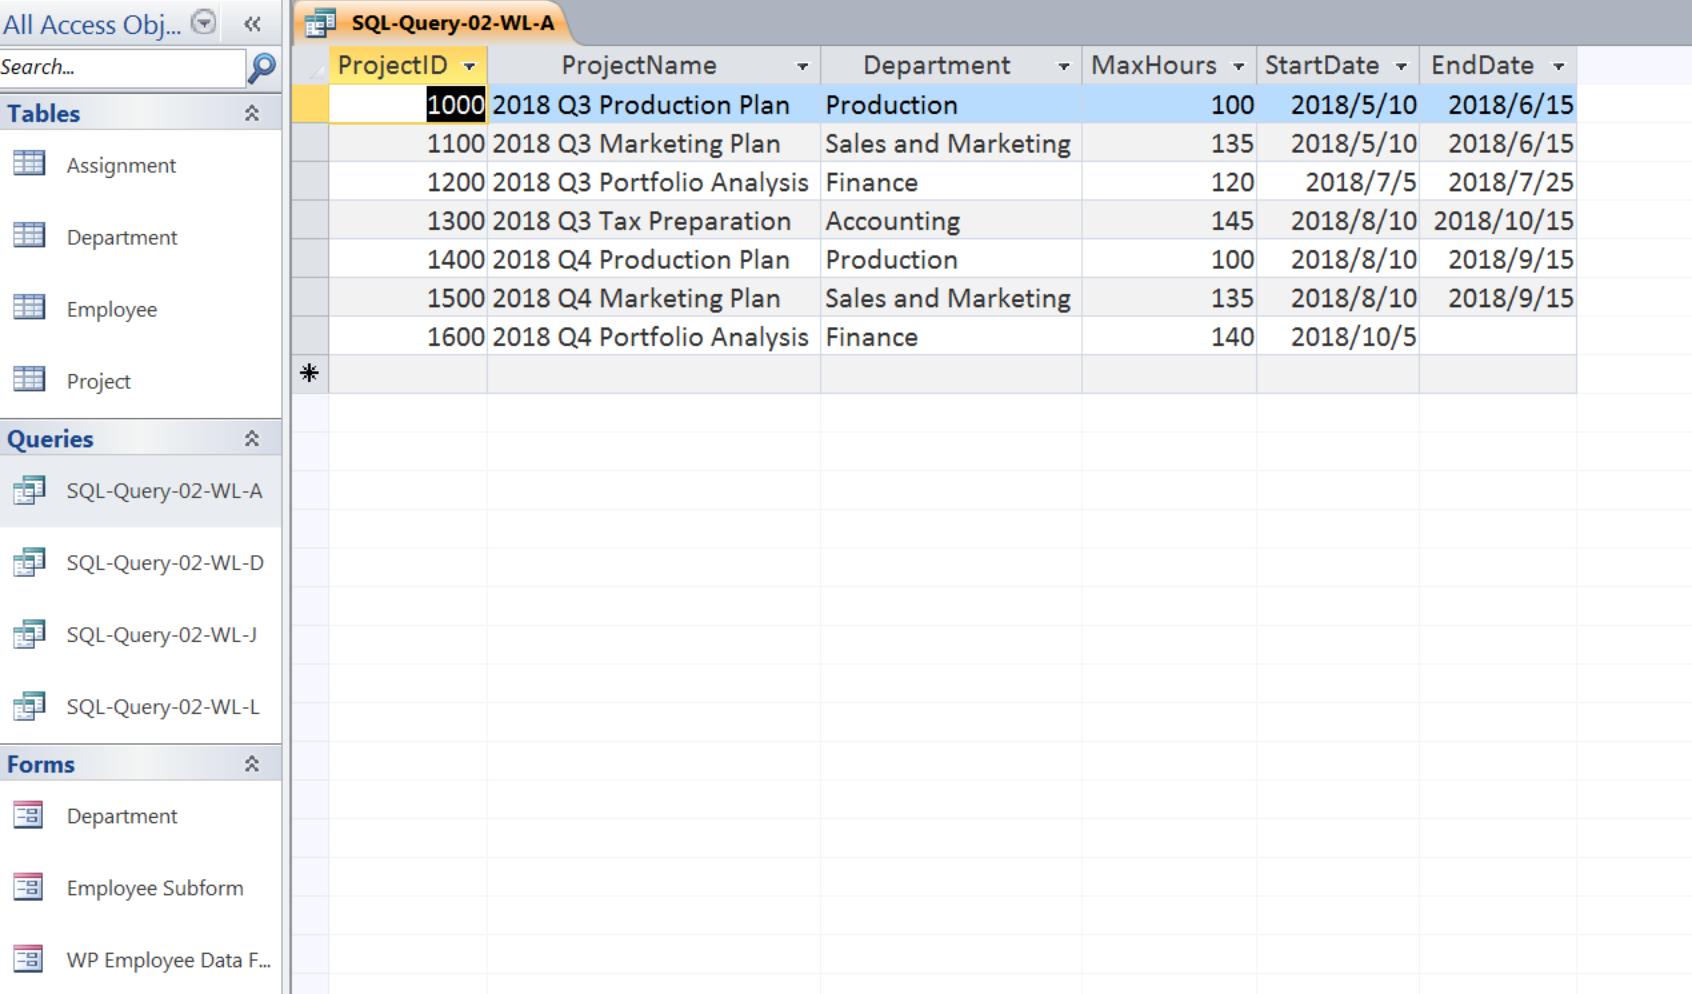 All Access Obj...
Search...
Tables
Assignment
Department
Employee
Project
Queries
SQL-Query-02-WL-A
SQL-Query-02-WL-D
SQL-Query-02-WL-J
SQL-Query-02-WL-L
Forms
Department
Employee Subform
WP Employee Data F...
SQL-Query-02-WL-A
ProjectID ProjectName Department MaxHours StartDate EndDate
1000 2018 Q3 Production Plan Production 100 2018/5/10 2018/6/15
1100 2018 Q3 Marketing Plan Sales and Marketing 135 2018/5/10 2018/6/15
1200 2018 Q3 Portfolio Analysis Finance 120 2018/7/5 2018/7/25
1300 2018 Q3 Tax Preparation Accounting 145 2018/8/10 2018/10/15
1400 2018 Q4 Production Plan Production 100 2018/8/10 2018/9/15
1500 2018 Q4 Marketing Plan Sales and Marketing 135 2018/8/10 2018/9/15
1600 2018 Q4 Portfolio Analysis Finance 140 2018/10/5